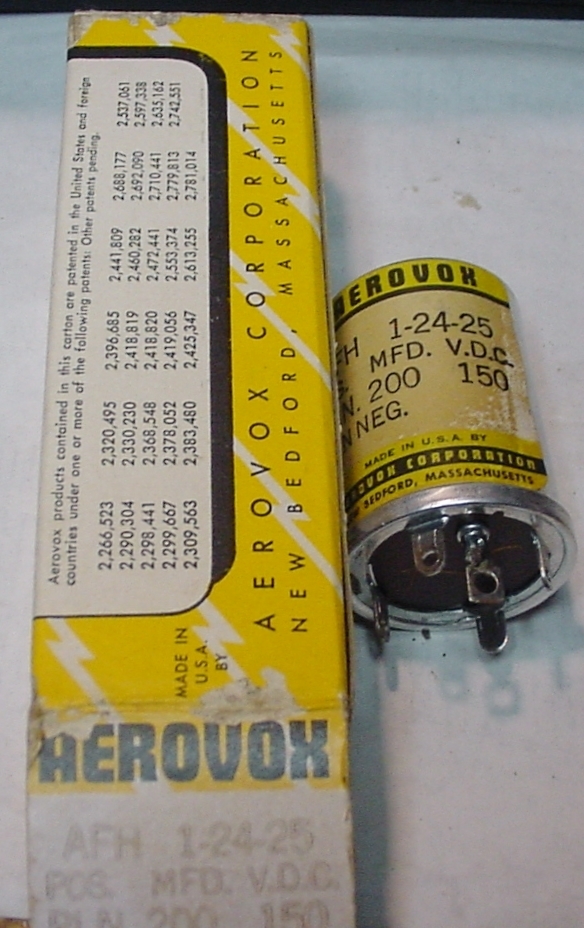 Aerovox products contained in this carton are patented in the United States and foreign
countries under one or more of the following patents: Other patents pending.
2,266,523 2,320,495 2,396,685 2,441,809 2,688,177 2,537,061
2,290,304 2,330,230 2,418,819 2,460,282 2,692,090 2,597,338
2,298,441 2,368,548 2,418,820 2,472,441 2,710,441 2,635,162
2,299,667 2,378,052 2,419,056 2,553,374 2,779,813 2,742,551
2,309,563 2,383,480 2,425,347 2,613,255 2,781,014
MADE IN
U.S.A.
BY
AEROVOX CORPORATION
NEW BEDFORD, MASSACHUSETTS
AEROVOX
AFH 1-24-25
POS. MFD. V.D.C.
PLN 200 150
AEROVOX
FH 1-24-25
S. MFD. V.D.C.
N. 200 150
N NEG.
MADE IN U.S.A. BY
AEROVOX CORPORATION
BEDFORD, MASSACHUSETTS